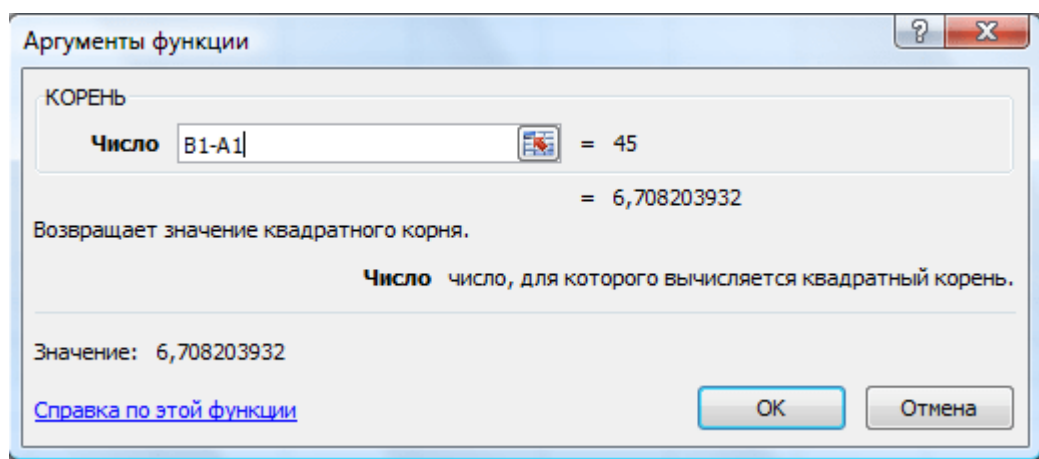 Аргументы функции
КОРЕНЬ
Число B1-A1 = 45
= 6,708203932
Возвращает значение квадратного корня.
Число число, для которого вычисляется квадратный корень.
Значение: 6,708203932
Справка по этой функции
ОК Отмена